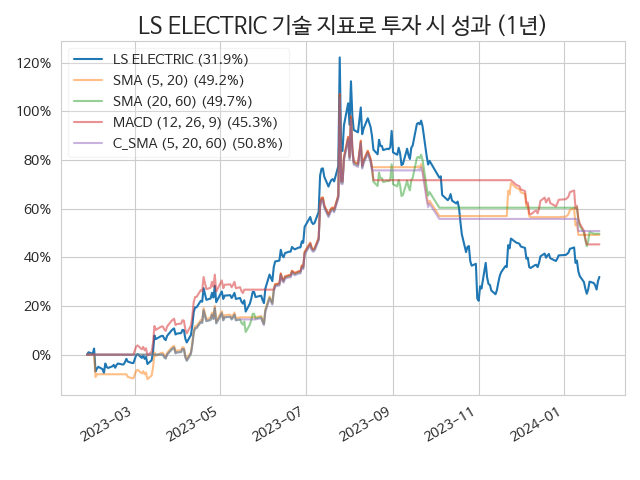 LS ELECTRIC 기술 지표로 투자 시 성과 (1년)
LS ELECTRIC (31.9%)
SMA (5, 20) (49.2%)
SMA (20, 60) (49.7%)
MACD (12, 26, 9) (45.3%)
C_SMA (5, 20, 60) (50.8%)
120%
100%
80%
60%
40%
20%
0%
2023-03
2023-05
2023-07
2023-09
2023-11
2024-01